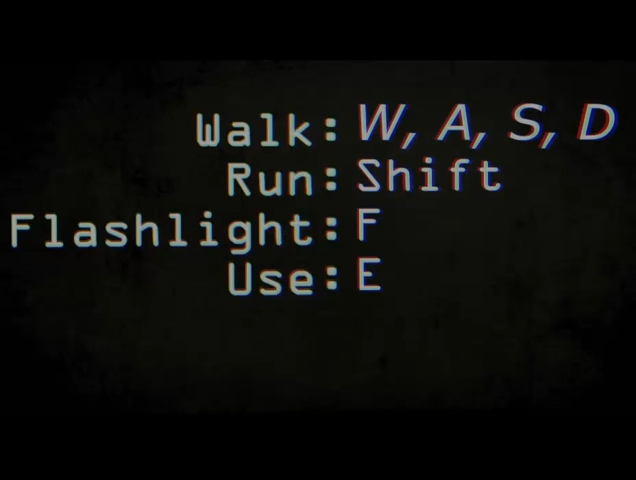 Walk: W, A, S, D
Run: Shift
Flashlight: F
Use: E